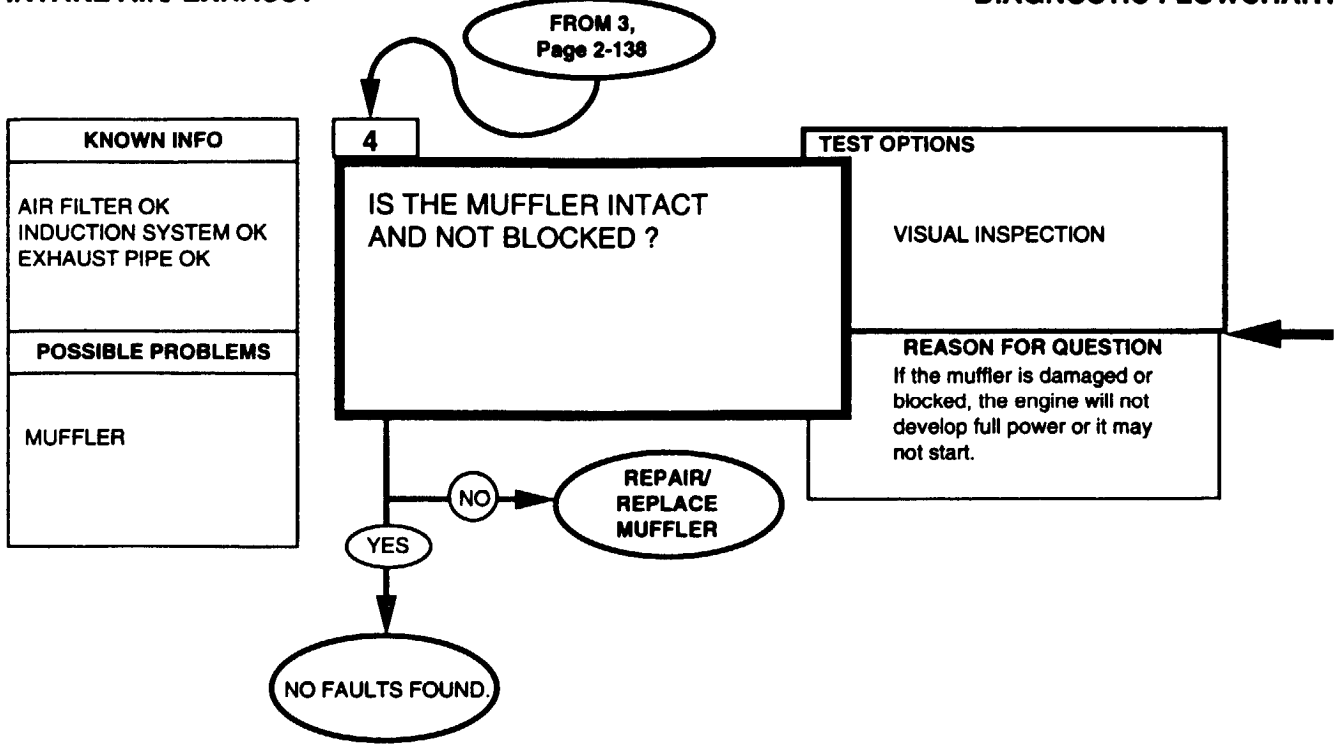 FROM 3,
Page 2-138
KNOWN INFO
AIR FILTER OK
INDUCTION SYSTEM OK
EXHAUST PIPE OK
POSSIBLE PROBLEMS
MUFFLER
4
IS THE MUFFLER INTACT
AND NOT BLOCKED ?
TEST OPTIONS
VISUAL INSPECTION
REASON FOR QUESTION
If the muffler is damaged or
blocked, the engine will not
develop full power or it may
not start.
NO
REPAIR/
REPLACE
MUFFLER
YES
NO FAULTS FOUND.